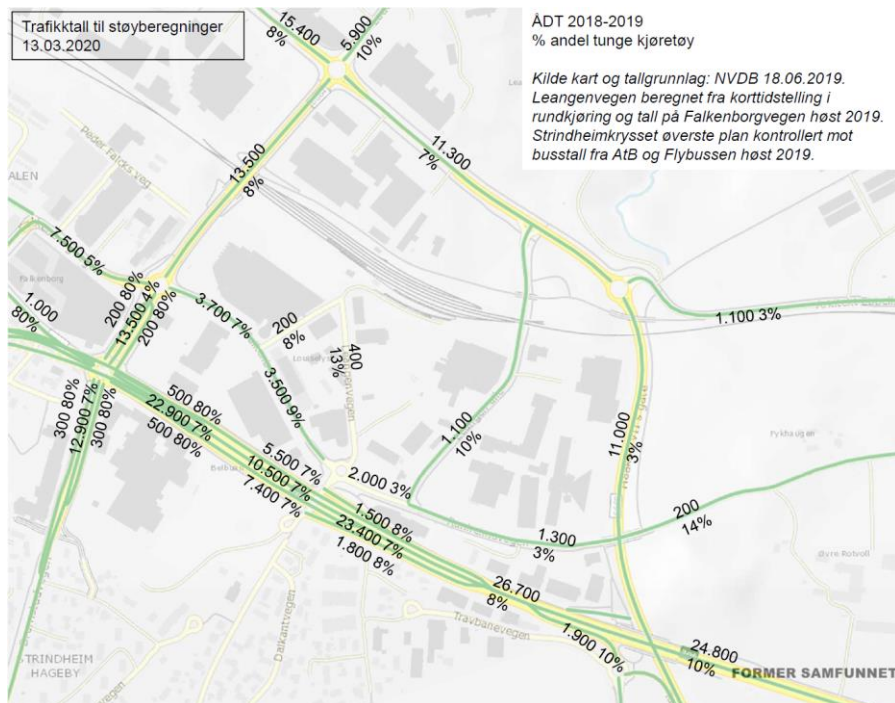 Trafikktall til støyberegninger
13.03.2020
ÅDT 2018-2019
% andel tunge kjøretøy
Kilde kart og tallgrunnlag: NVDB 18.06.2019.
Leangenvegen beregnet fra korttidstelling i
rundkjøring og tall på Falkenborgvegen høst 2019.
Strindheimkrysset øverste plan kontrollert mot
busstall fra AtB og Flybussen høst 2019.
15.400
8%
5.900
10%
11.300
7%
13.500
8%
Peder Falcks veg
ALEN
7.500 5%
Falkenborg
1.000
80%
200 80%
13.500 4%
200 80%
3.700 7%
200
8%
400
13%
3.500 9%
1.100 3%
300 80%
12.900 7%
300 80%
500 80%
22.900 7%
500 80%
5.500 7%
10.500 7%
7.400 7%
2.000 3%
1.100
10%
11.000
3%
Fykhaugen
1.500 8%
23.400 7%
1.800 8%
1.300
3%
200
14%
Øvre Rotvoll
26.700
8%
Travbanevegen
1.900 10%
24.800
10%
Dalkantvegen
STRINDHEIM
HAGEBY
FORMER SAMFUNNET